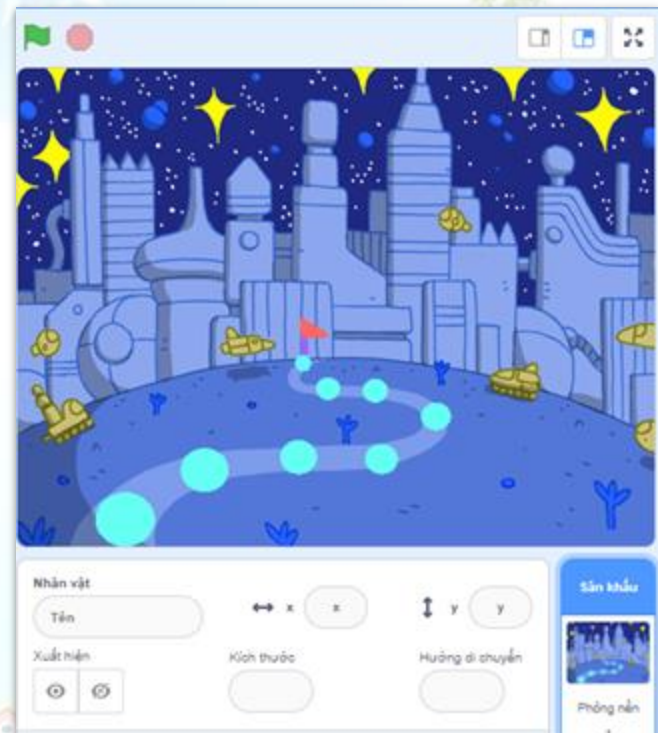 Nhân vật
Tên
x x
y y
Xuất hiện
Kích thước
Hướng di chuyển
Sân khấu
Phông nền